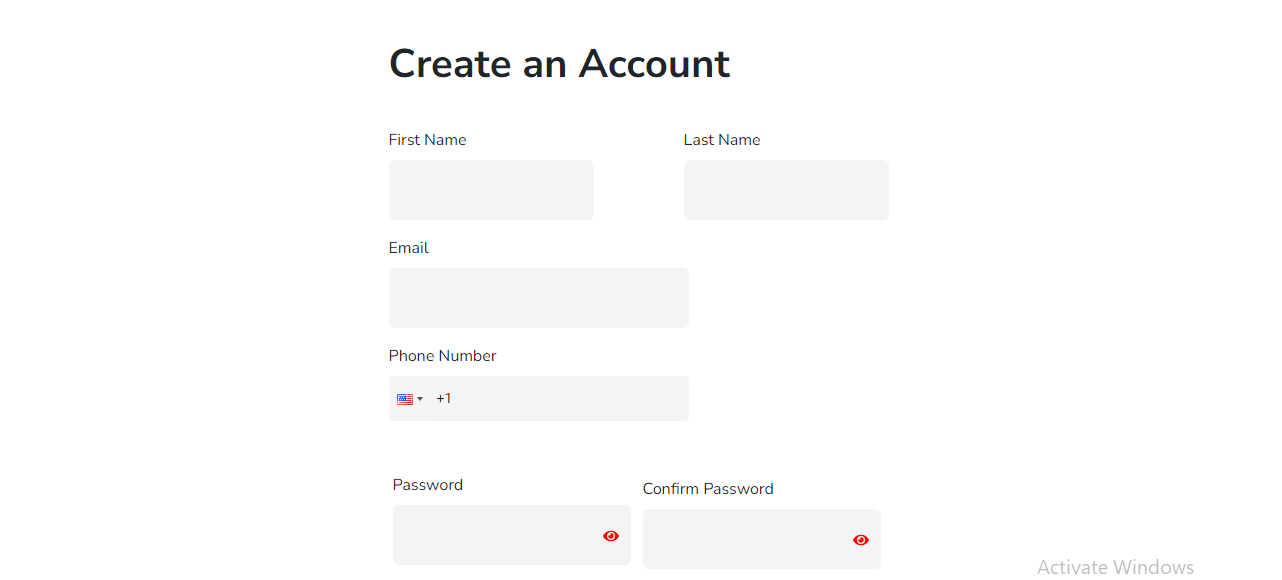 Create an Account
First Name Last Name
Email
Phone Number
+1
Password Confirm Password
Activate Windows